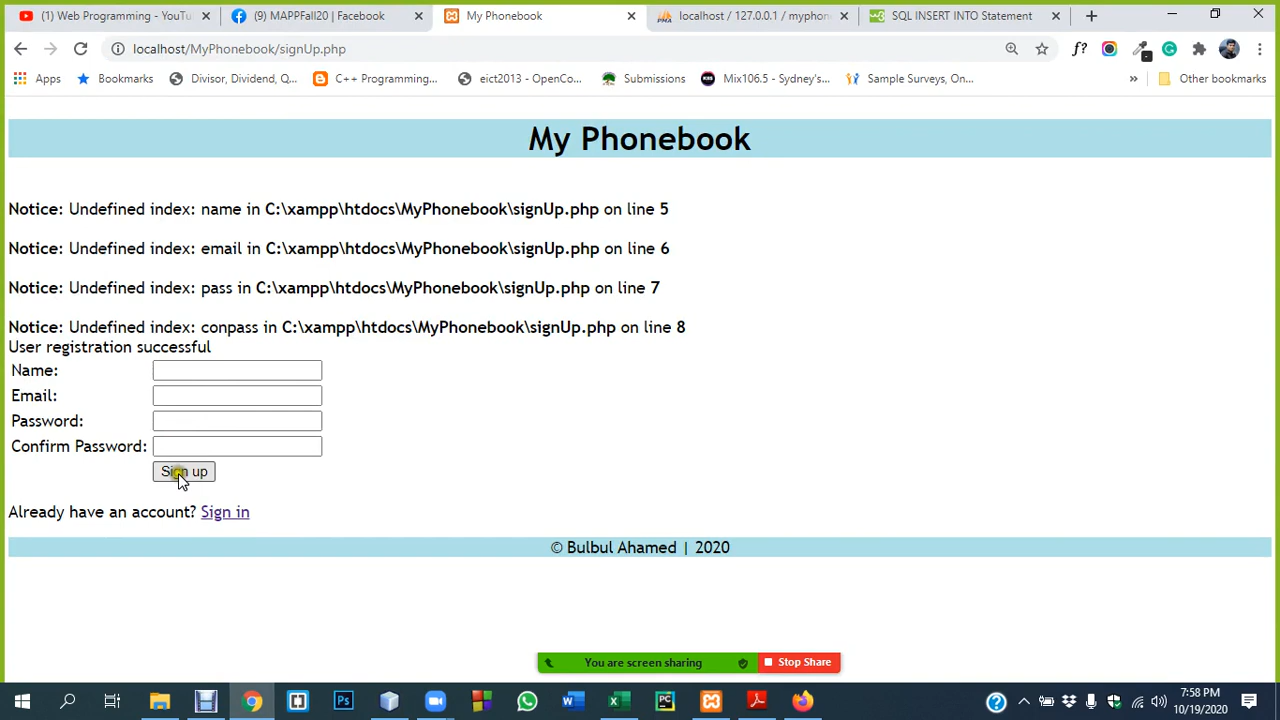 (1) Web Programming - YouTu
(9) MAPPFall20 | Facebook
My Phonebook
localhost / 127.0.0.1 / myphon
SQL INSERT INTO Statement
localhost/MyPhonebook/signUp.php
Apps
Bookmarks
Divisor, Dividend, Q...
C++ Programming...
eict2013 - OpenCo...
Submissions
Mix106.5 - Sydney's...
Sample Surveys, On...
»
Other bookmarks
My Phonebook
Notice: Undefined index: name in C:\xampp\htdocs\MyPhonebook\signUp.php on line 5
Notice: Undefined index: email in C:\xampp\htdocs\MyPhonebook\signUp.php on line 6
Notice: Undefined index: pass in C:\xampp\htdocs\MyPhonebook\signUp.php on line 7
Notice: Undefined index: conpass in C:\xampp\htdocs\MyPhonebook\signUp.php on line 8
User registration successful
Name:
Email:
Password:
Confirm Password:
Sign up
Already have an account? Sign in
© Bulbul Ahamed | 2020
You are screen sharing
Stop Share
7:58 PM
10/19/2020